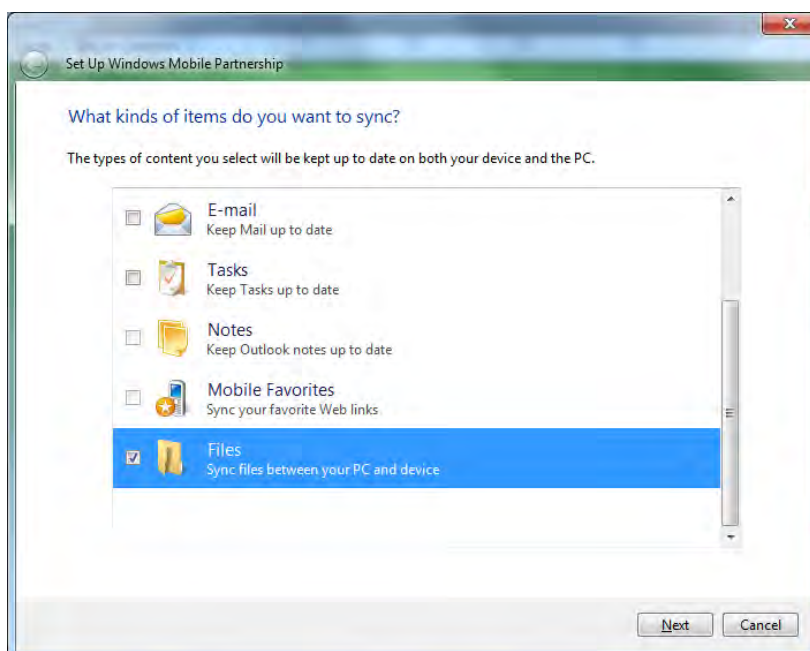 Set Up Windows Mobile Partnership
What kinds of items do you want to sync?
The types of content you select will be kept up to date on both your device and the PC.
E-mail
Keep Mail up to date
Tasks
Keep Tasks up to date
Notes
Keep Outlook notes up to date
Mobile Favorites
Sync your favorite Web links
Files
Sync files between your PC and device
Next
Cancel